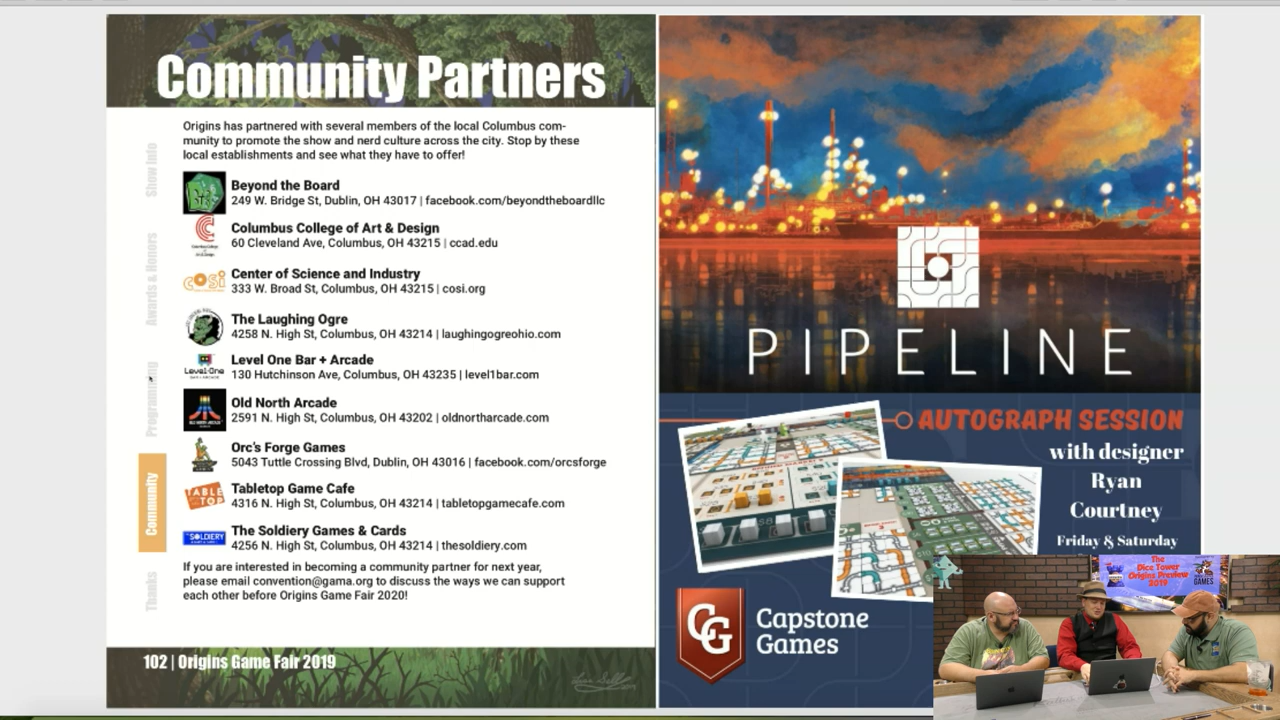 Community Partners
Origins has partnered with several members of the local Columbus com-
munity to promote the show and nerd culture across the city. Stop by these
local establishments and see what they have to offer!
Show Info
Awards & Honors
Programming
Community
Thanks
Beyond the Board
249 W. Bridge St, Dublin, OH 43017 | facebook.com/beyondtheboardllc
Columbus College of Art & Design
60 Cleveland Ave, Columbus, OH 43215 | ccad.edu
cosi
Center of Science and Industry
333 W. Broad St, Columbus, OH 43215 | cosi.org
The Laughing Ogre
4258 N. High St, Columbus, OH 43214 | laughingogreohio.com
Level One
Level One Bar + Arcade
130 Hutchinson Ave, Columbus, OH 43235 | level1bar.com
Old North Arcade
2591 N. High St, Columbus, OH 43202 | oldnortharcade.com
Orc's Forge Games
5043 Tuttle Crossing Blvd, Dublin, OH 43016 | facebook.com/orcsforge
TABLE
TOP
Tabletop Game Cafe
4316 N. High St, Columbus, OH 43214 | tabletopgamecafe.com
SOLDIERY
The Soldiery Games & Cards
4256 N. High St, Columbus, OH 43214 | thesoldiery.com
If you are interested in becoming a community partner for next year,
please email convention@gama.org to discuss the ways we can support
each other before Origins Game Fair 2020!
102 | Origins Game Fair 2019
PIPELINE
AUTOGRAPH SESSION
with designer
Ryan
Courtney
Friday & Saturday
CG
Capstone
Games
The
Dice Tower
Origins Preview
2019
GAMES